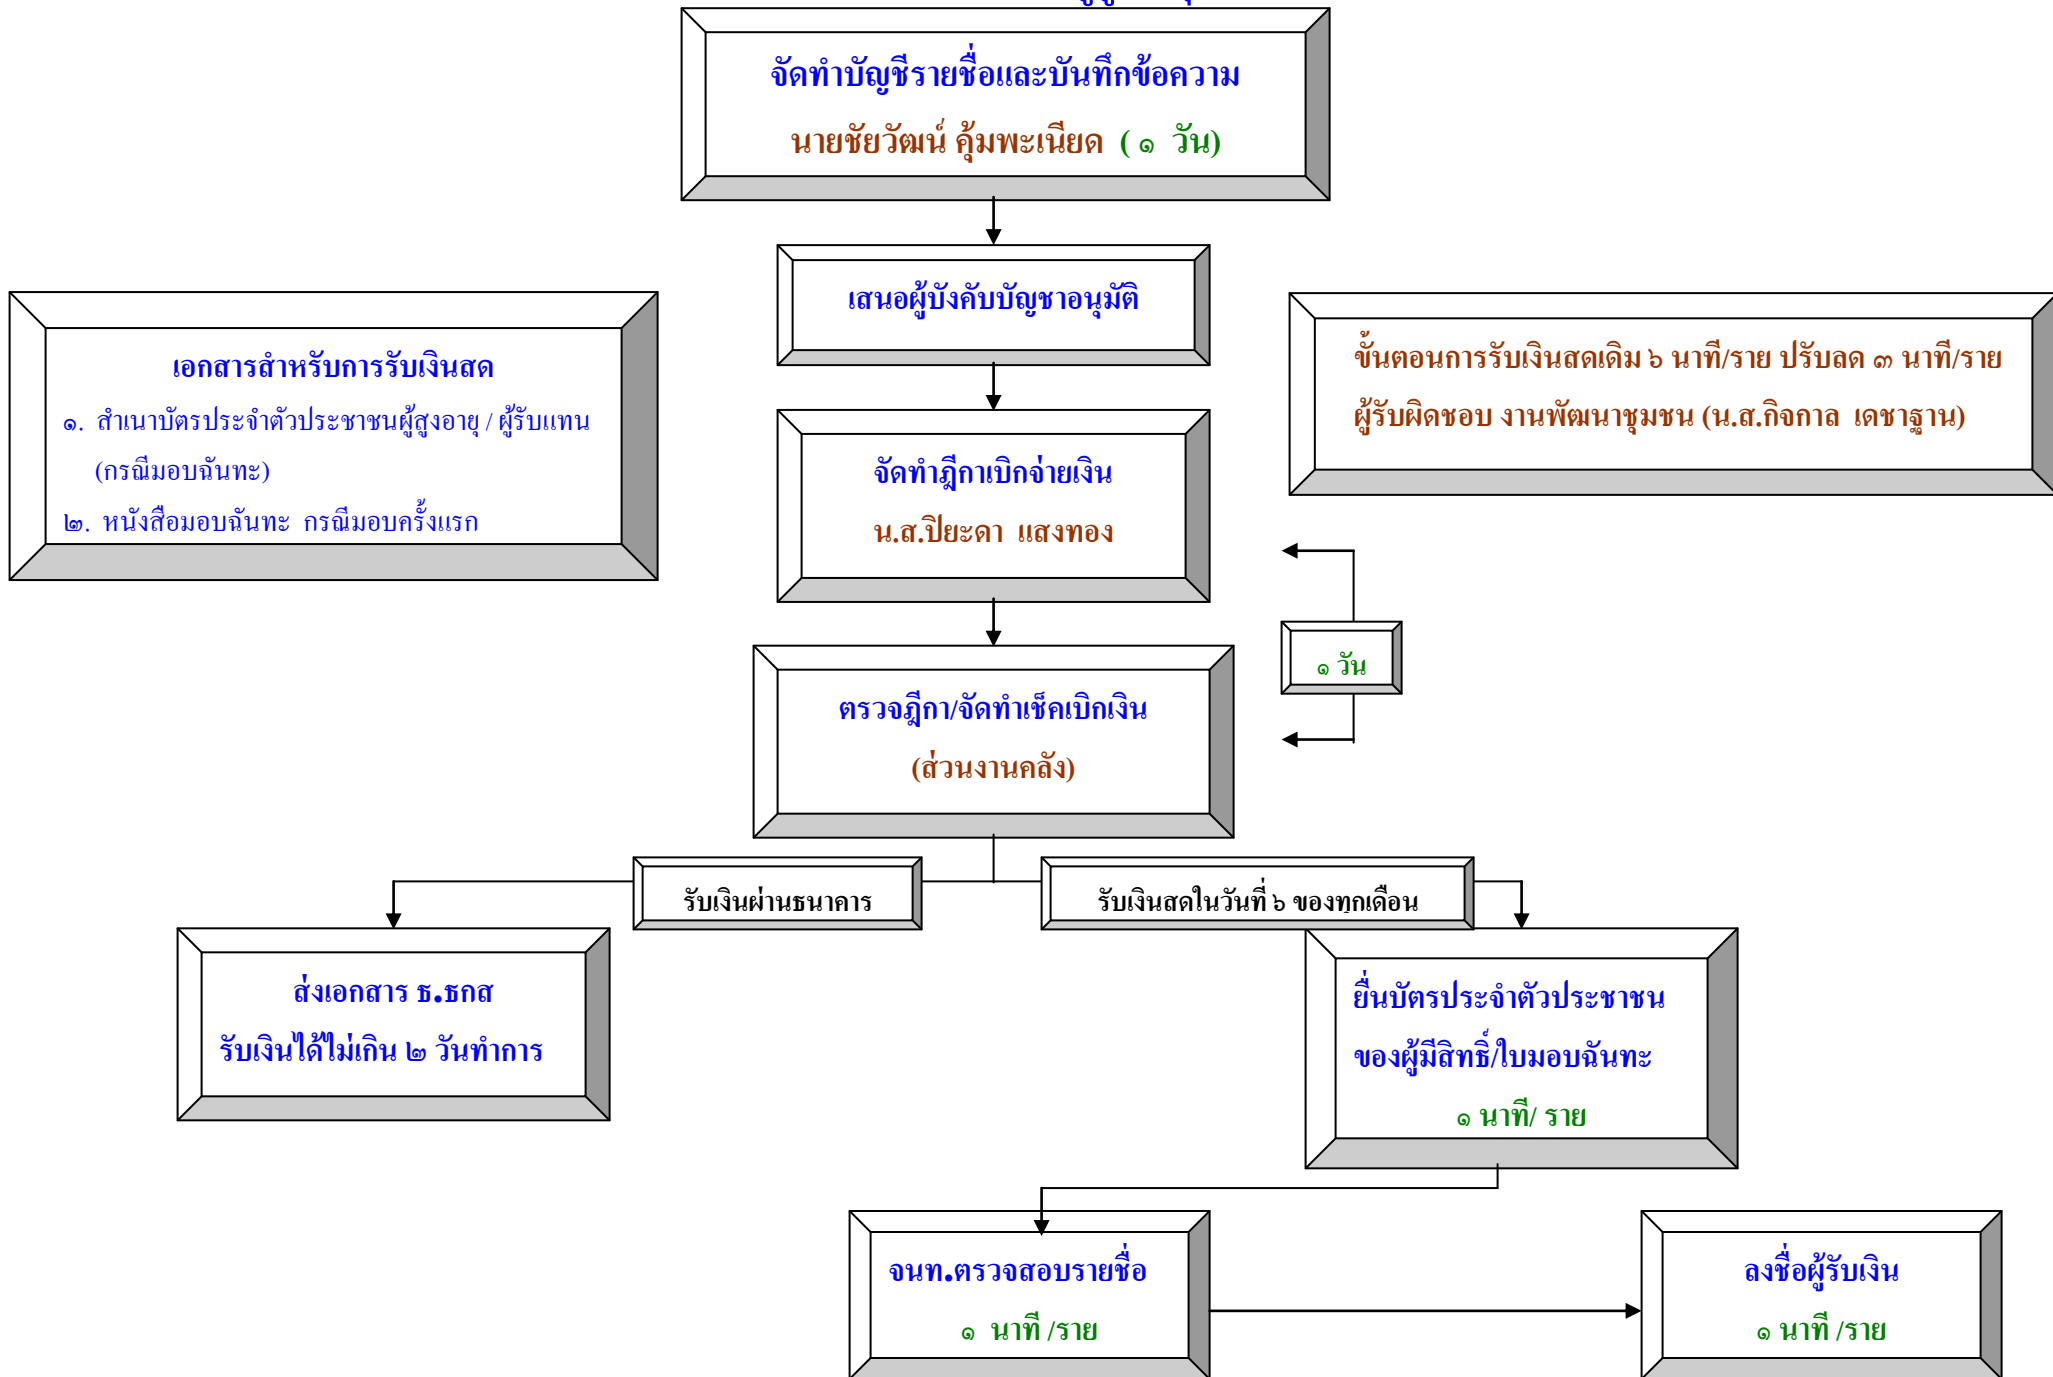 จัดทำบัญชีรายชื่อและบันทึกข้อความ
นายชัยวัฒน์ คุ้มพะเนียด ( ๑ วัน)
เสนอผู้บังคับบัญชาอนุมัติ
เอกสารสำหรับการรับเงินสด
๑. สำเนาบัตรประจำตัวประชาชนผู้สูงอายุ / ผู้รับแทน
(กรณีมอบฉันทะ)
๒. หนังสือมอบฉันทะ กรณีมอบครั้งแรก
ขั้นตอนการรับเงินสดเดิม ๖ นาที/ราย ปรับลด ๓ นาที/ราย
ผู้รับผิดชอบ งานพัฒนาชุมชน (น.ส.กิจกาล เดชาฐาน)
จัดทำฎีกาเบิกจ่ายเงิน
น.ส.ปิยะดา แสงทอง
๑ วัน
ตรวจฎีกา/จัดทำเช็คเบิกเงิน
(ส่วนงานคลัง)
รับเงินผ่านธนาคาร
รับเงินสดในวันที่ ๖ ของทุกเดือน
ส่งเอกสาร ธ.ธกส
รับเงินได้ไม่เกิน ๒ วันทำการ
ยื่นบัตรประจำตัวประชาชน
ของผู้มีสิทธิ์/ใบมอบฉันทะ
๑ นาที/ ราย
จนท.ตรวจสอบรายชื่อ
๑ นาที /ราย
ลงชื่อผู้รับเงิน
๑ นาที /ราย